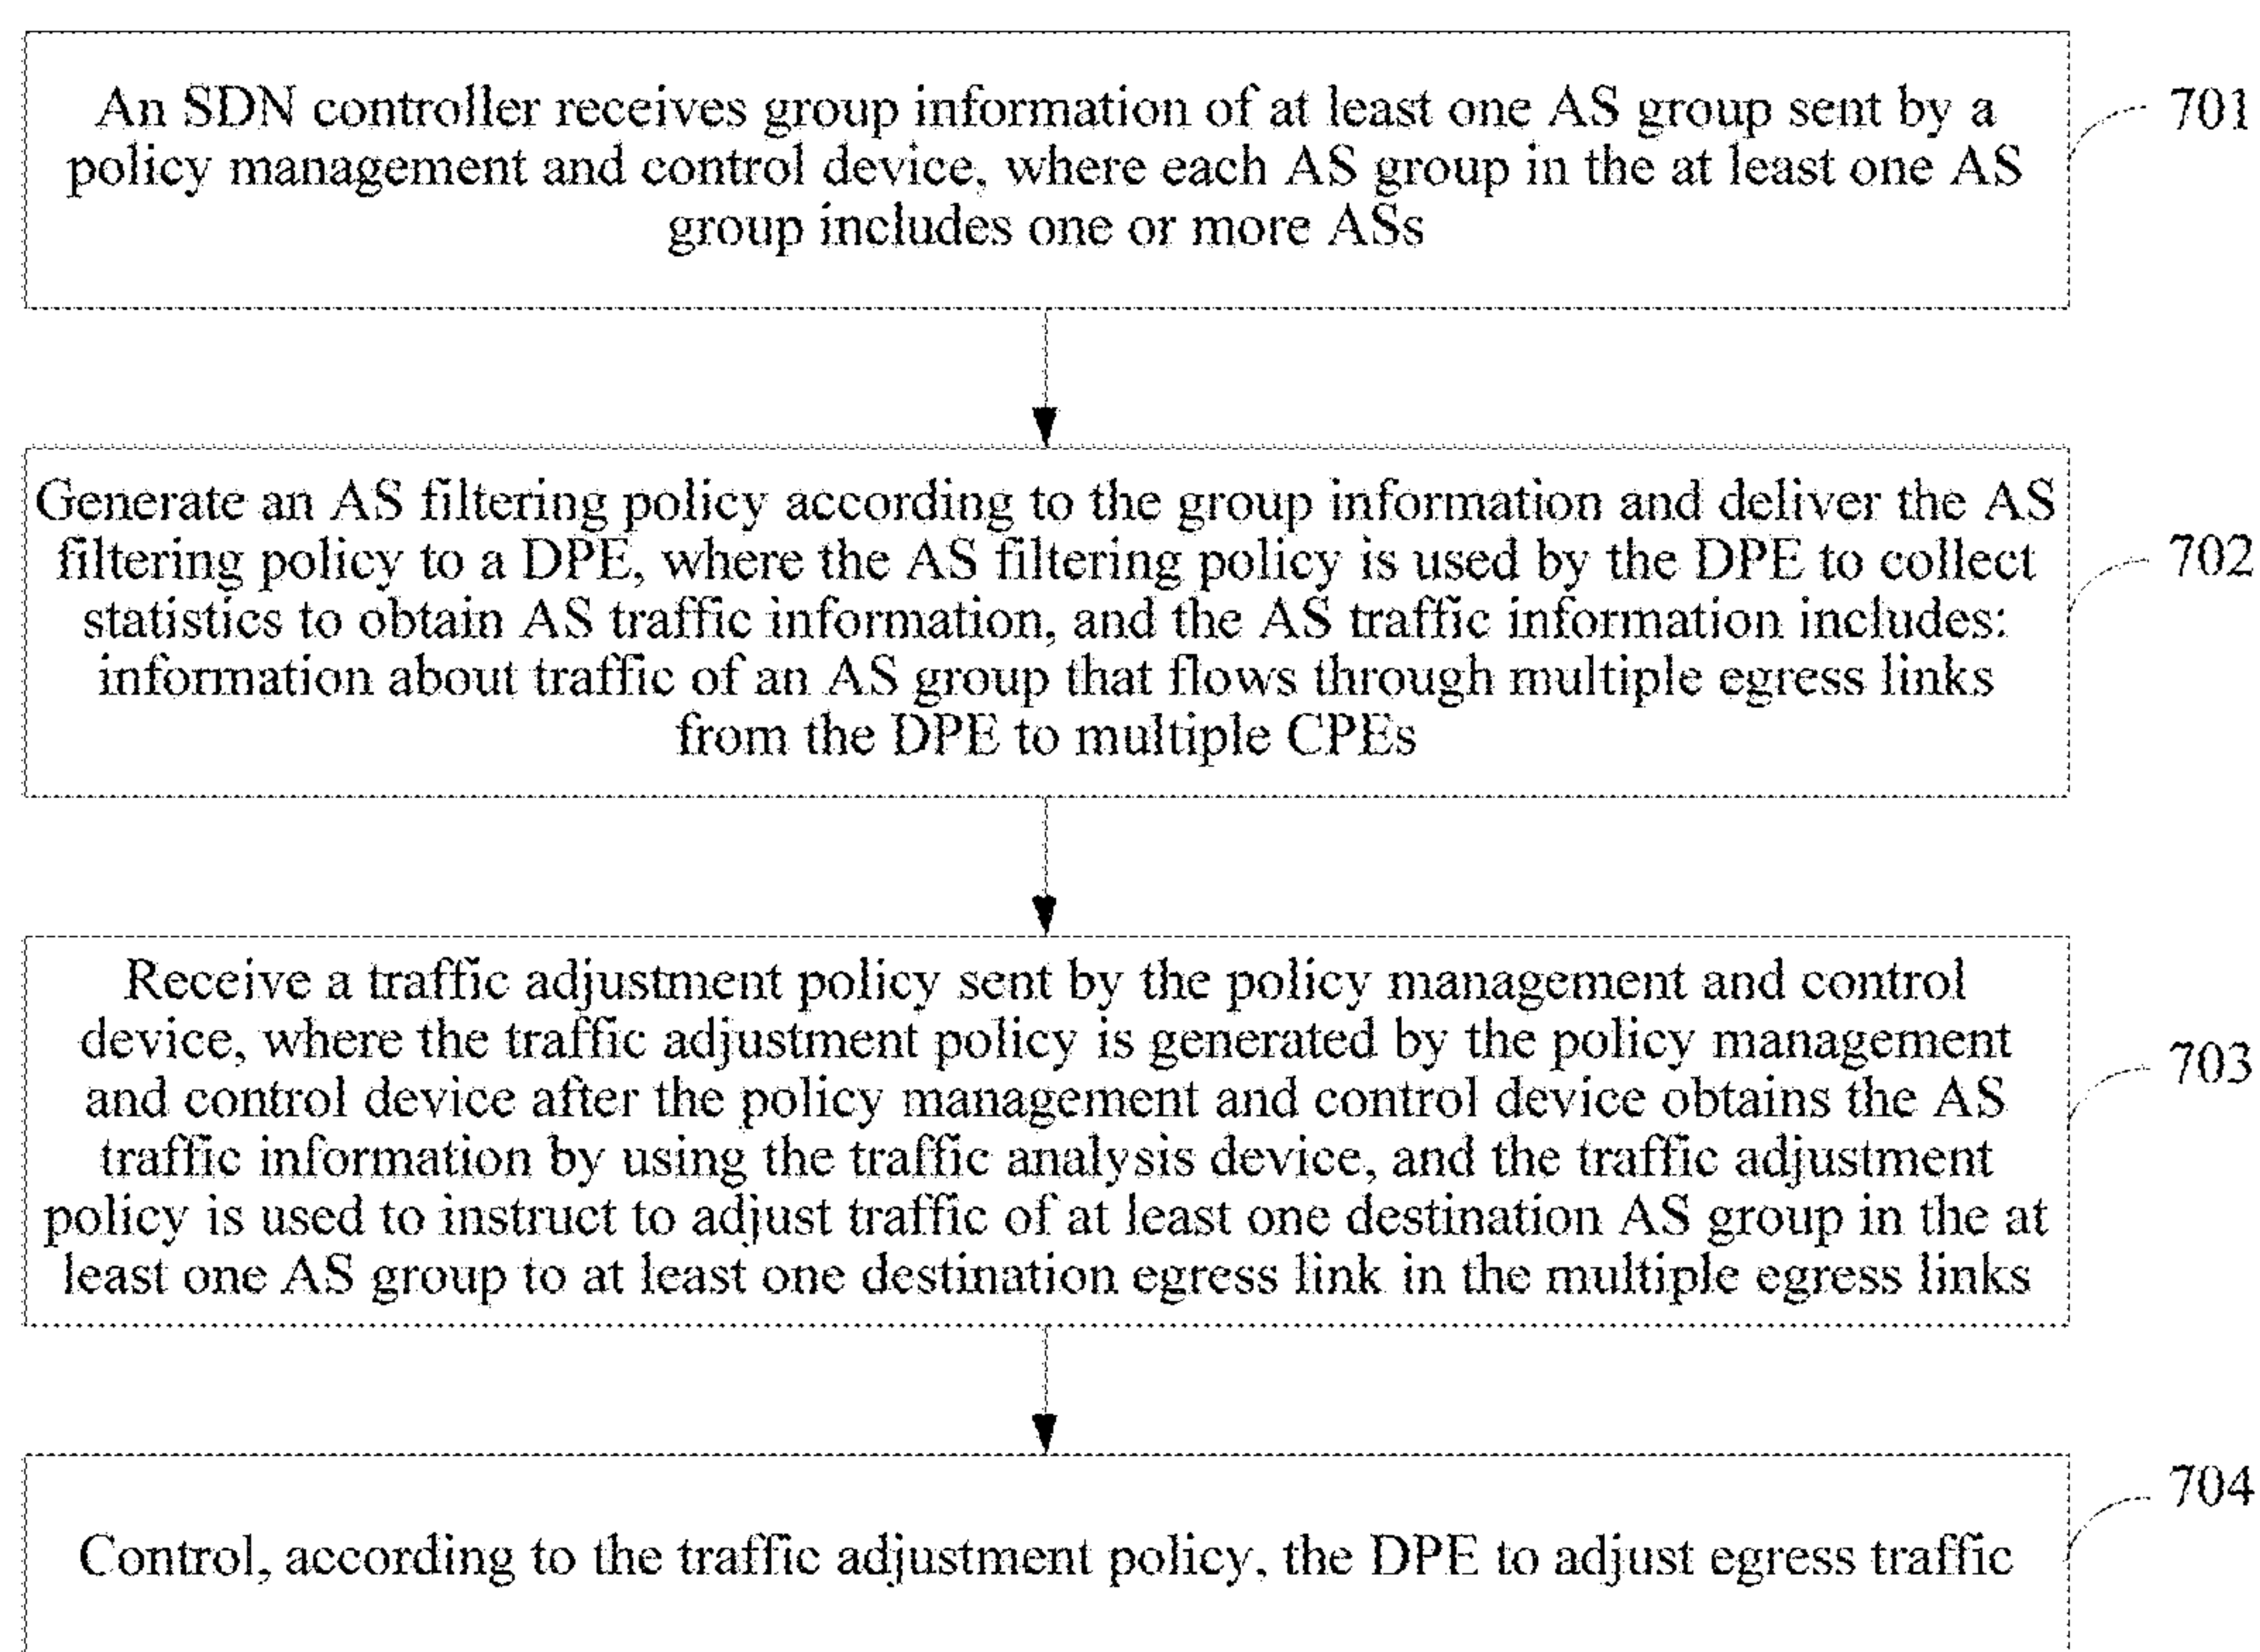 An SDN controller receives group information of at least one AS group sent by a
policy management and control device, where each AS group in the at least one AS
group includes one or more ASs
701
Generate an AS filtering policy according to the group information and deliver the AS
filtering policy to a DPE, where the AS filtering policy is used by the DPE to collect
statistics to obtain AS traffic information, and the AS traffic information includes:
information about traffic of an AS group that flows through multiple egress links
from the DPE to multiple CPEs
702
Receive a traffic adjustment policy sent by the policy management and control
device, where the traffic adjustment policy is generated by the policy management
and control device after the policy management and control device obtains the AS
traffic information by using the traffic analysis device, and the traffic adjustment
policy is used to instruct to adjust traffic of at least one destination AS group in the at
least one AS group to at least one destination egress link in the multiple egress links
703
Control, according to the traffic adjustment policy, the DPE to adjust egress traffic
704